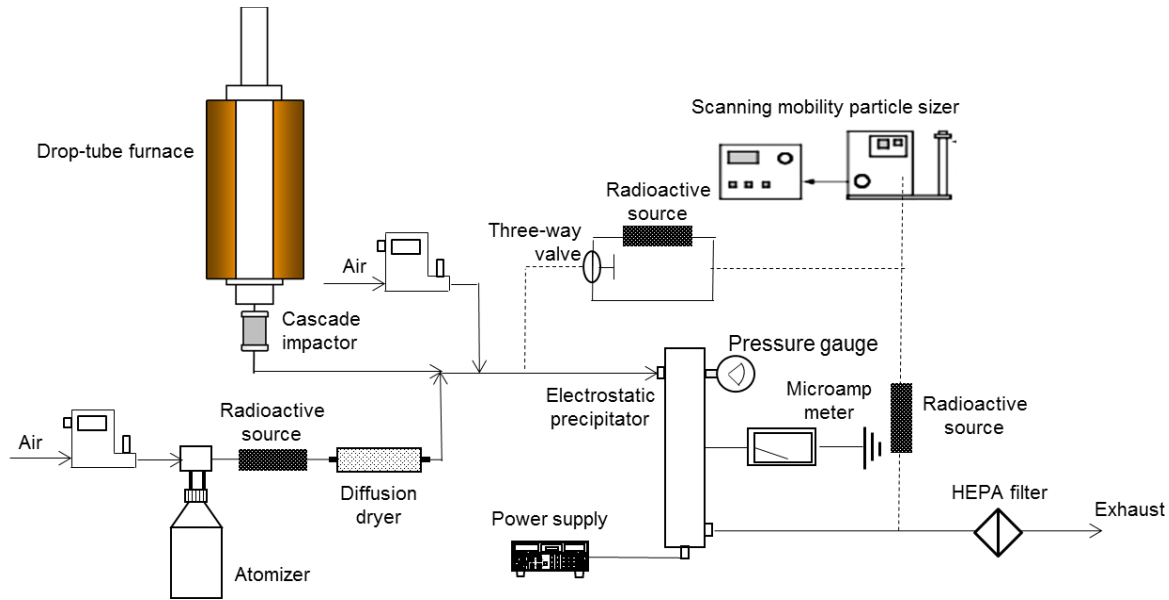 Scanning mobility particle sizer
Drop-tube furnace
Radioactive
source
Three-way
valve
Air
Cascade
impactor
Pressure gauge
Electrostatic
precipitator
Microamp
meter
Radioactive
source
Radioactive
source
Air
Diffusion
dryer
HEPA filter
Exhaust
Power supply
Atomizer